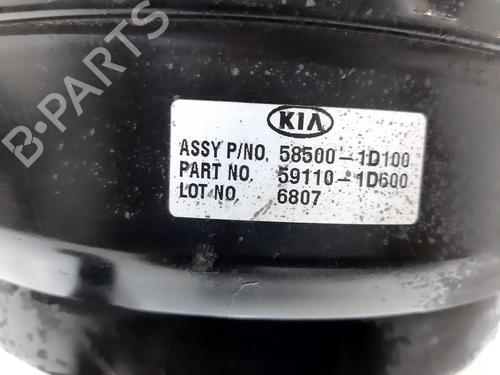 B-PARTS
KIA
ASSY P/NO. 58500-1D100
PART NO. 59110-1D600
LOT NO. 6807